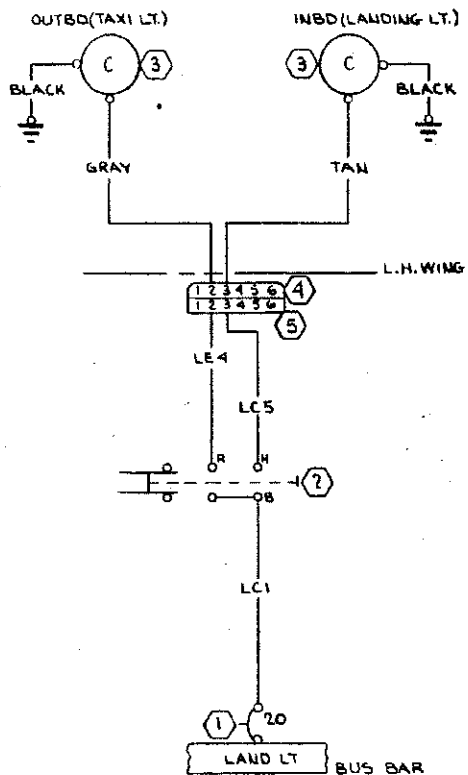 OUTBD(TAXI LT.)
INBD(LANDING LT.)
C
3
3
C
BLACK
BLACK
GRAY
TAN
L.H. WING
1 2 3 4 5 6
4
1 2 3 4 5 6
5
LE4
LC5
R
H
2
B
LC1
1
20
LAND LT
BUS BAR